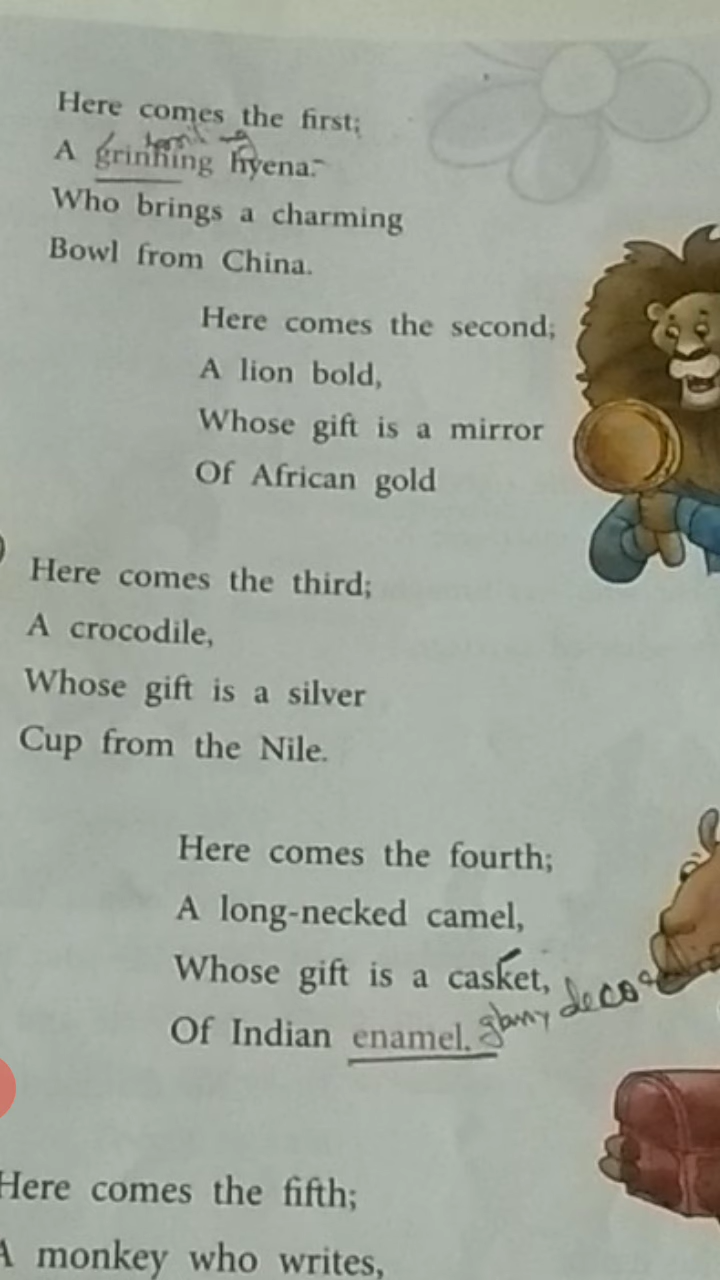 Here comes the first;
A grinning hyena.
Who brings a charming
Bowl from China.
Here comes the second;
A lion bold,
Whose gift is a mirror
Of African gold
Here comes the third;
A crocodile,
Whose gift is a silver
Cup from the Nile.
Here comes the fourth;
A long-necked camel,
Whose gift is a casket,
Of Indian enamel.
Here comes the fifth;
A monkey who writes,